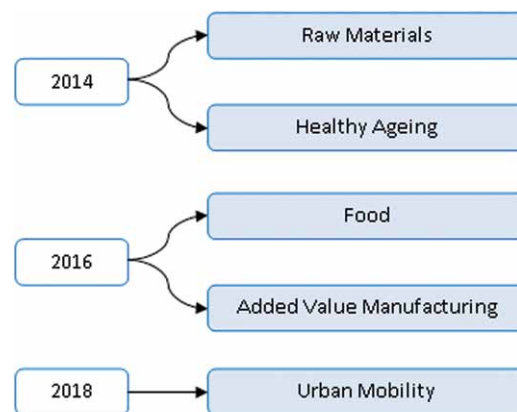 2014
Raw Materials
Healthy Ageing
2016
Food
Added Value Manufacturing
2018
Urban Mobility